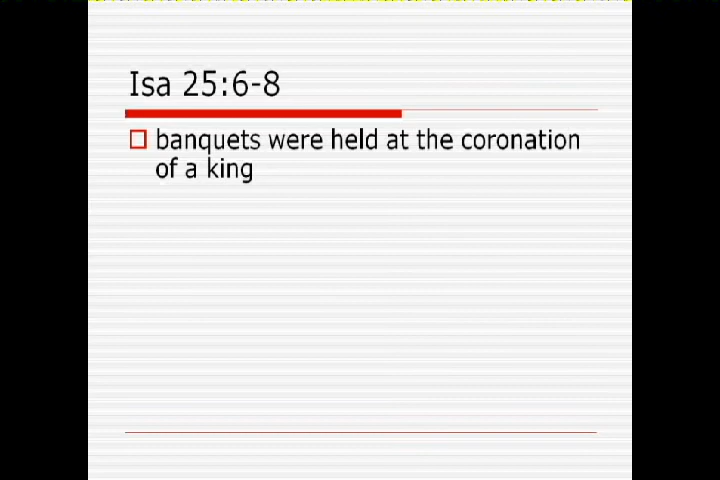 Isa 25:6-8
banquets were held at the coronation
of a king